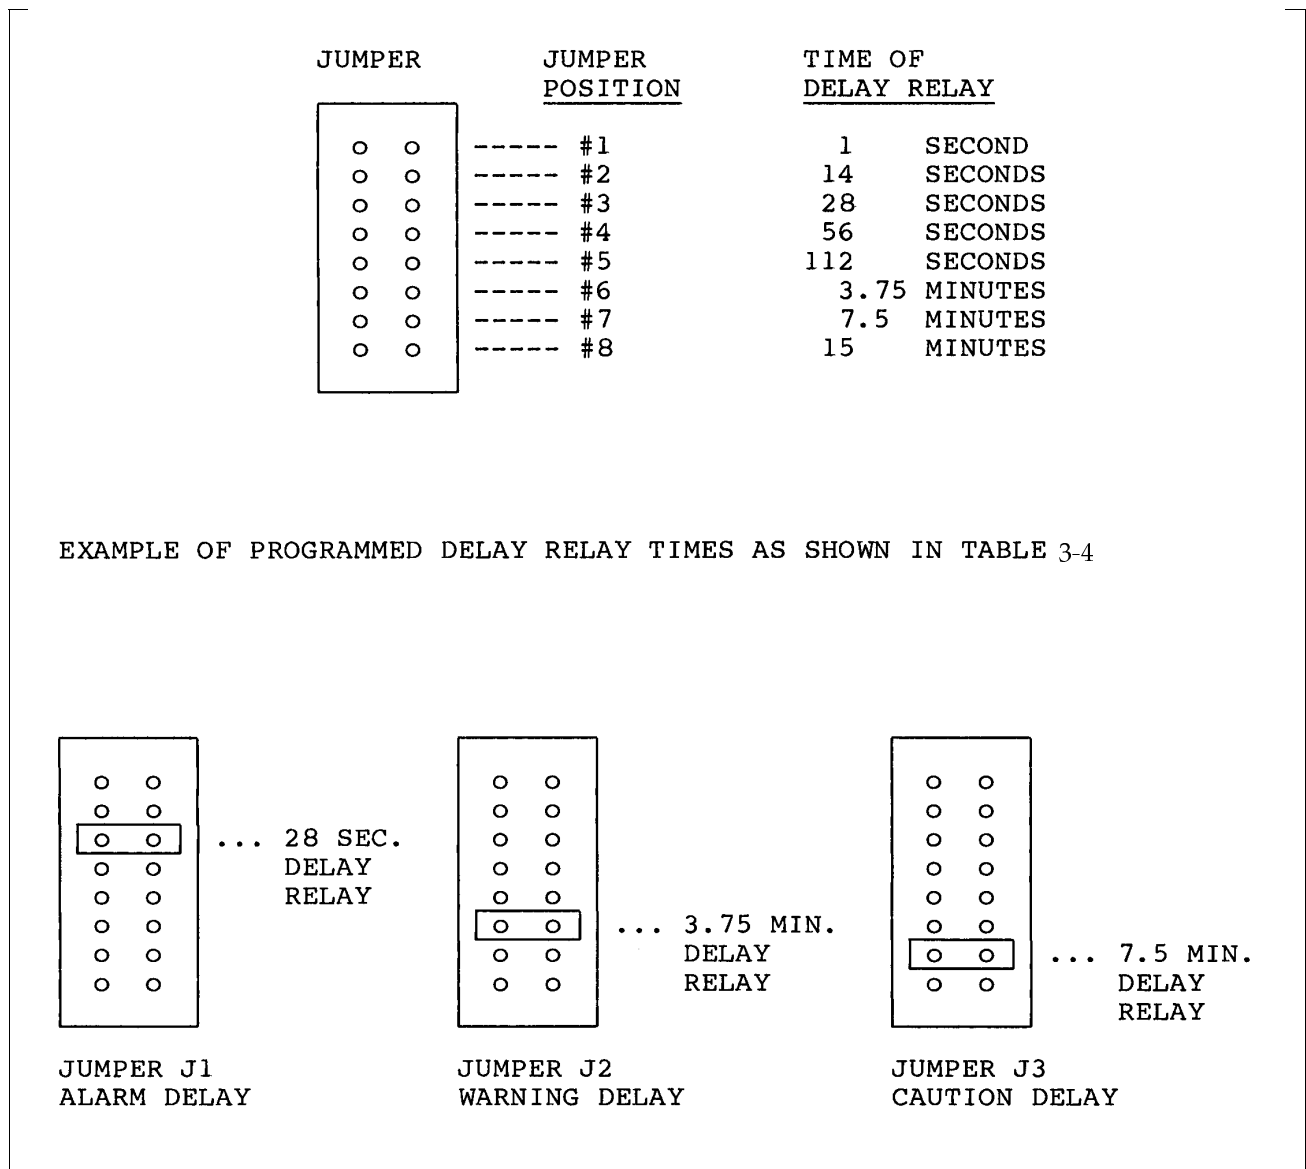 JUMPER JUMPER TIME OF
POSITION DELAY RELAY
----- #1 1 SECOND
----- #2 14 SECONDS
----- #3 28 SECONDS
----- #4 56 SECONDS
----- #5 112 SECONDS
----- #6 3.75 MINUTES
----- #7 7.5 MINUTES
----- #8 15 MINUTES
EXAMPLE OF PROGRAMMED DELAY RELAY TIMES AS SHOWN IN TABLE 3-4
... 28 SEC.
DELAY
RELAY
JUMPER J1
ALARM DELAY
... 3.75 MIN.
DELAY
RELAY
JUMPER J2
WARNING DELAY
... 7.5 MIN.
DELAY
RELAY
JUMPER J3
CAUTION DELAY